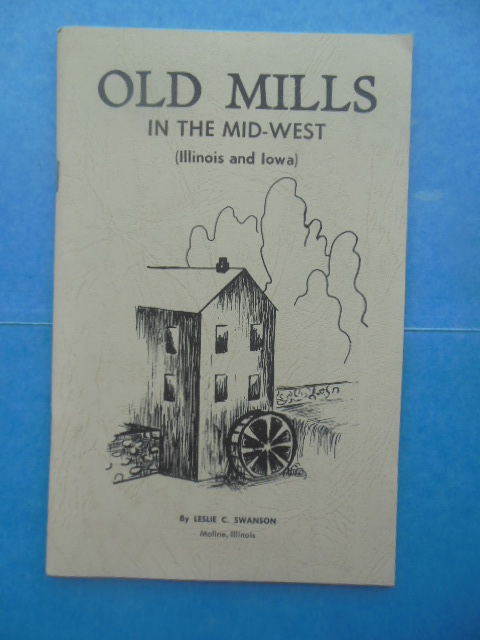 OLD MILLS
IN THE MID-WEST
(Illinois and Iowa)
By LESLIE C. SWANSON
Moline, Illinois